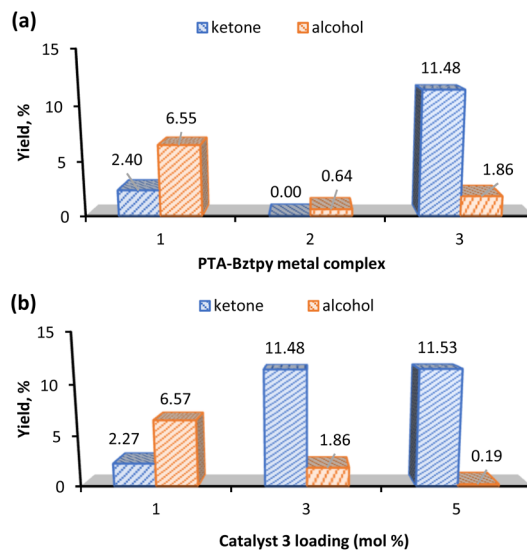 (a)
ketone alcohol
15
10
5
0
Yield, %
2.40 6.55 0.00 0.64 11.48 1.86
1 2 3
PTA-Bztpy metal complex
(b)
ketone alcohol
15
10
5
0
Yield, %
2.27 6.57 11.48 1.86 11.53 0.19
1 3 5
Catalyst 3 loading (mol %)